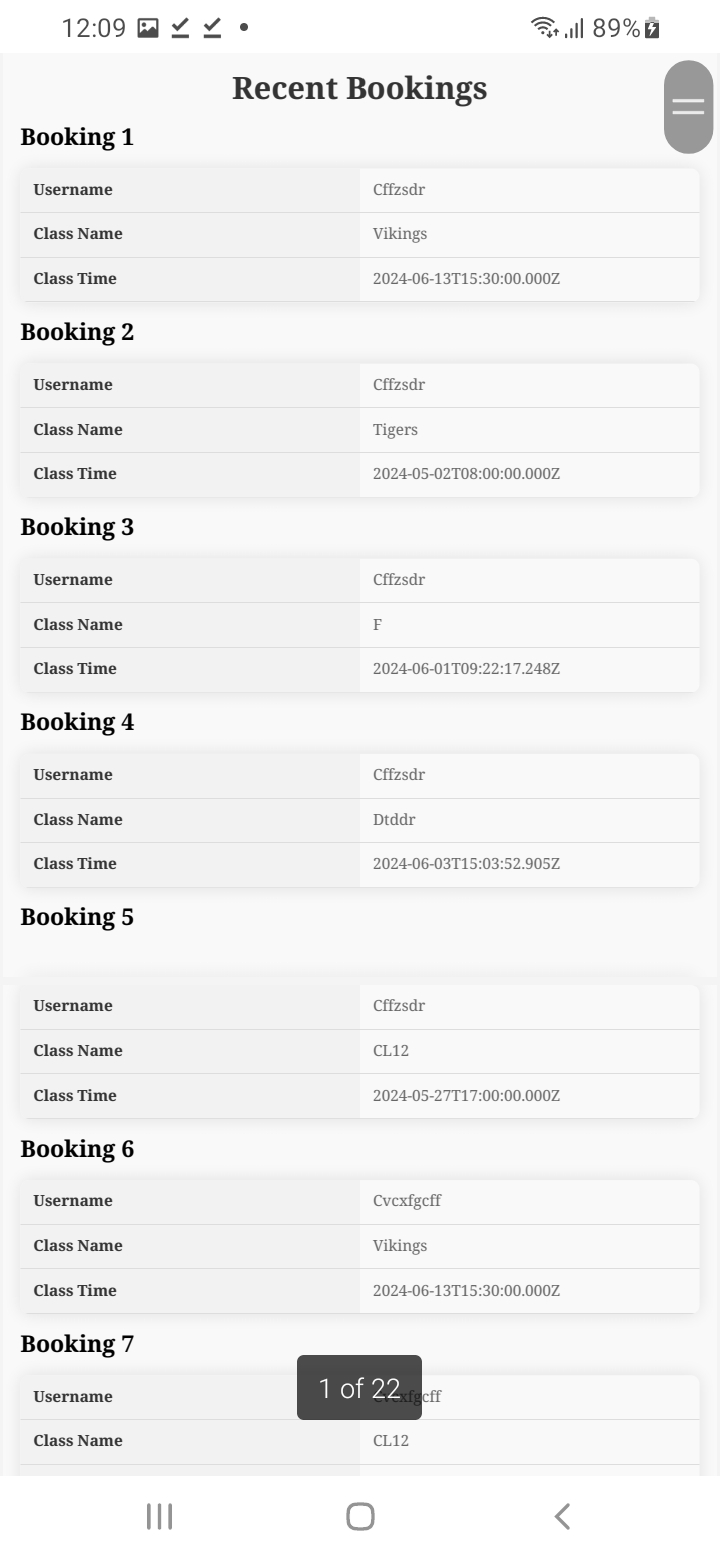 12:09 89%
Recent Bookings
Booking 1
Username Cffzsdr
Class Name Vikings
Class Time 2024-06-13T15:30:00.000Z
Booking 2
Username Cffzsdr
Class Name Tigers
Class Time 2024-05-02T08:00:00.000Z
Booking 3
Username Cffzsdr
Class Name F
Class Time 2024-06-01T09:22:17.248Z
Booking 4
Username Cffzsdr
Class Name Dtddr
Class Time 2024-06-03T15:03:52.905Z
Booking 5
Username Cffzsdr
Class Name CL12
Class Time 2024-05-27T17:00:00.000Z
Booking 6
Username Cvcxfgcff
Class Name Vikings
Class Time 2024-06-13T15:30:00.000Z
Booking 7
Username Cvcxfgcff
1 of 22
Class Name CL12